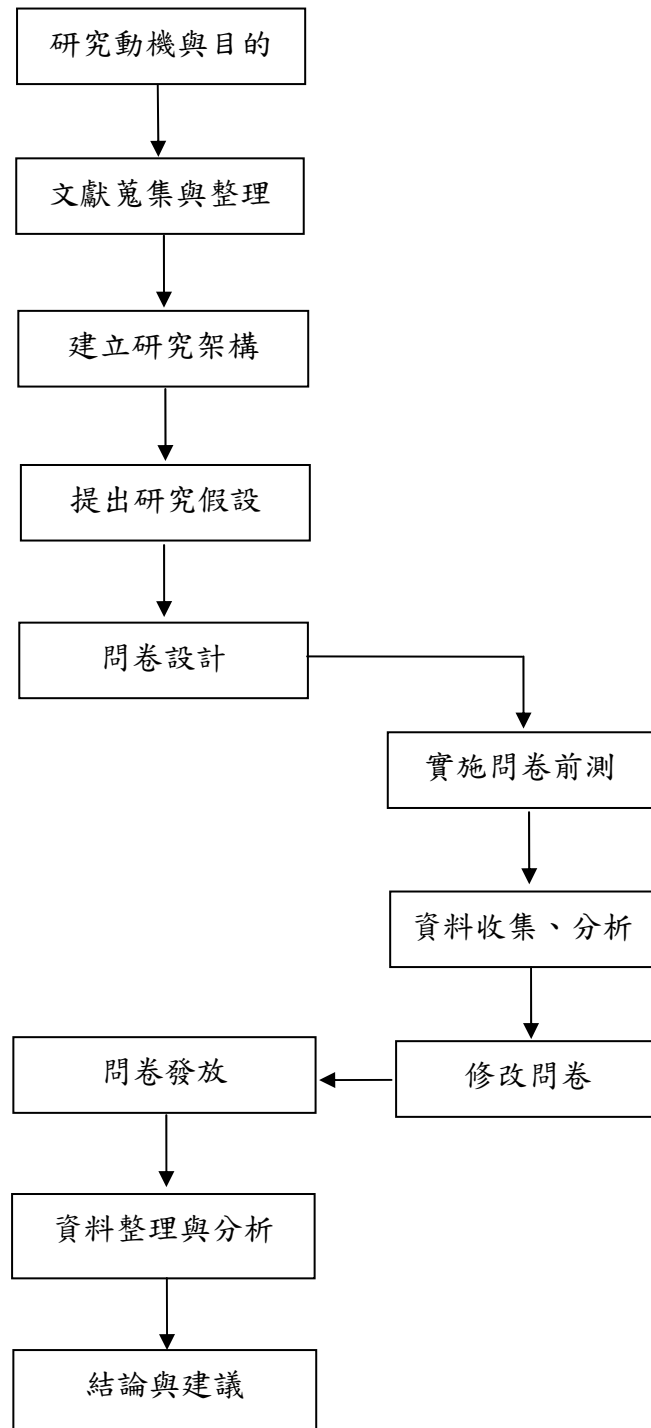 研究動機與目的
文獻蒐集與整理
建立研究架構
提出研究假設
問卷設計
實施問卷前測
資料收集、分析
修改問卷
問卷發放
資料整理與分析
結論與建議